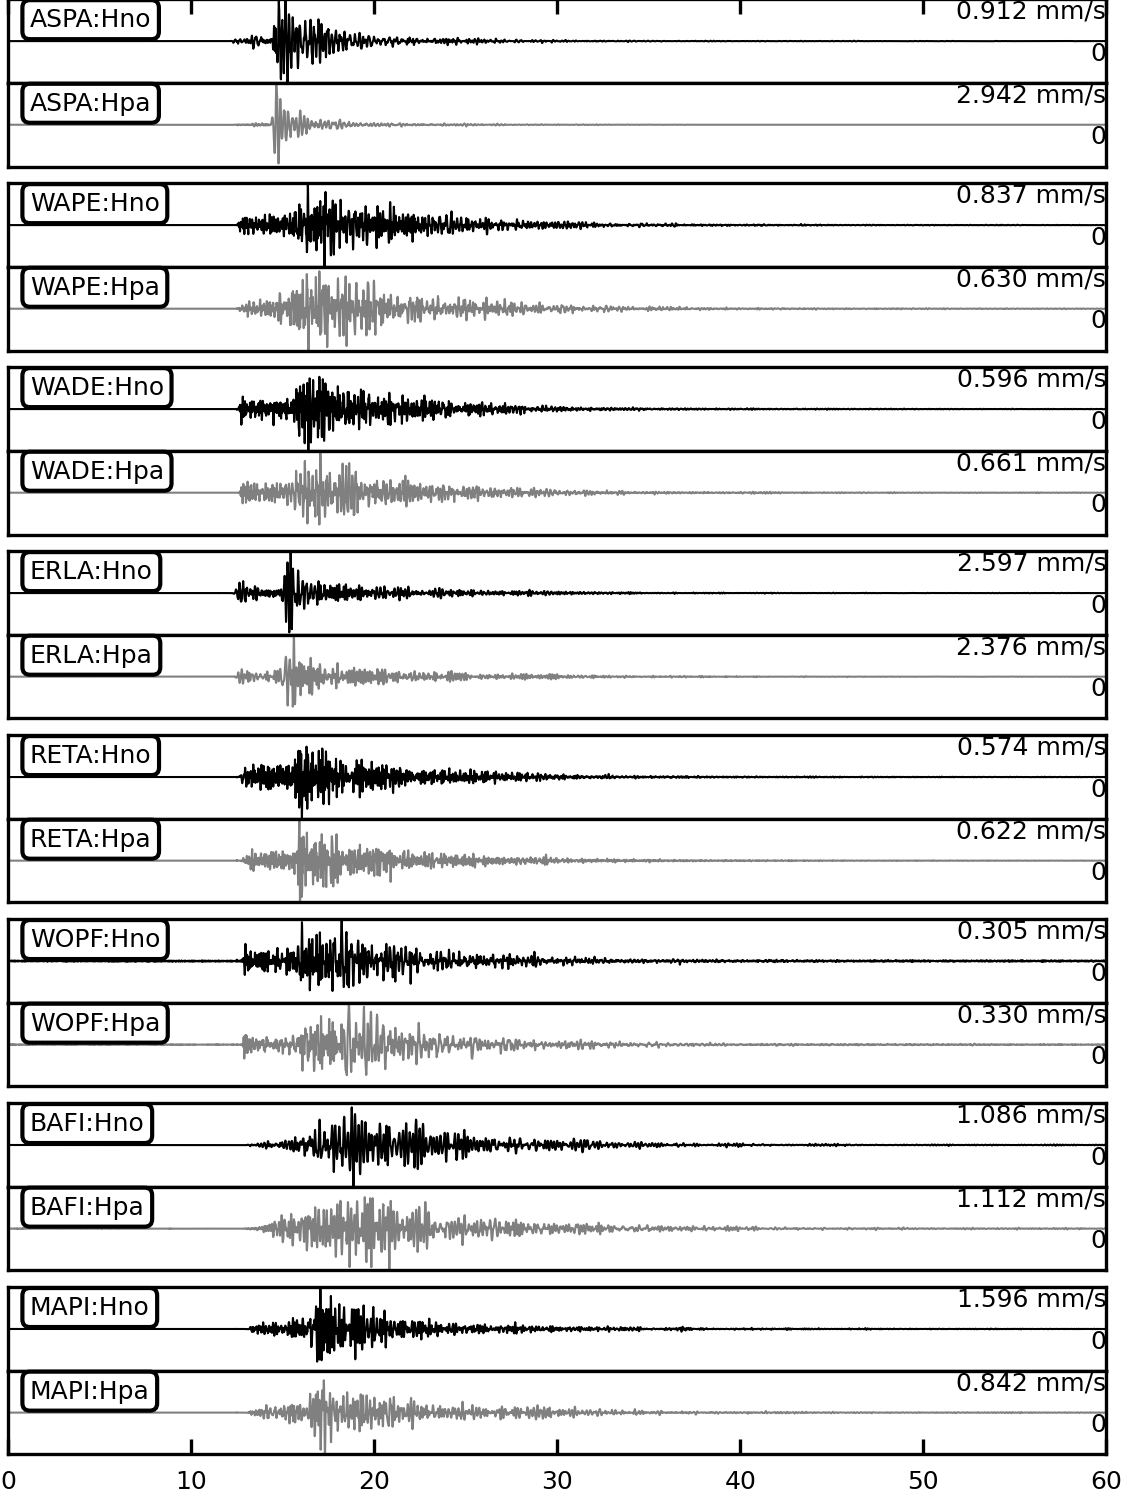 ASPA:Hno 0.912 mm/s
0
ASPA:Hpa 2.942 mm/s
0
WAPE:Hno 0.837 mm/s
0
WAPE:Hpa 0.630 mm/s
0
WADE:Hno 0.596 mm/s
0
WADE:Hpa 0.661 mm/s
0
ERLA:Hno 2.597 mm/s
0
ERLA:Hpa 2.376 mm/s
0
RETA:Hno 0.574 mm/s
0
RETA:Hpa 0.622 mm/s
0
WOPF:Hno 0.305 mm/s
0
WOPF:Hpa 0.330 mm/s
0
BAFI:Hno 1.086 mm/s
0
BAFI:Hpa 1.112 mm/s
0
MAPI:Hno 1.596 mm/s
0
MAPI:Hpa 0.842 mm/s
0
0 10 20 30 40 50 60